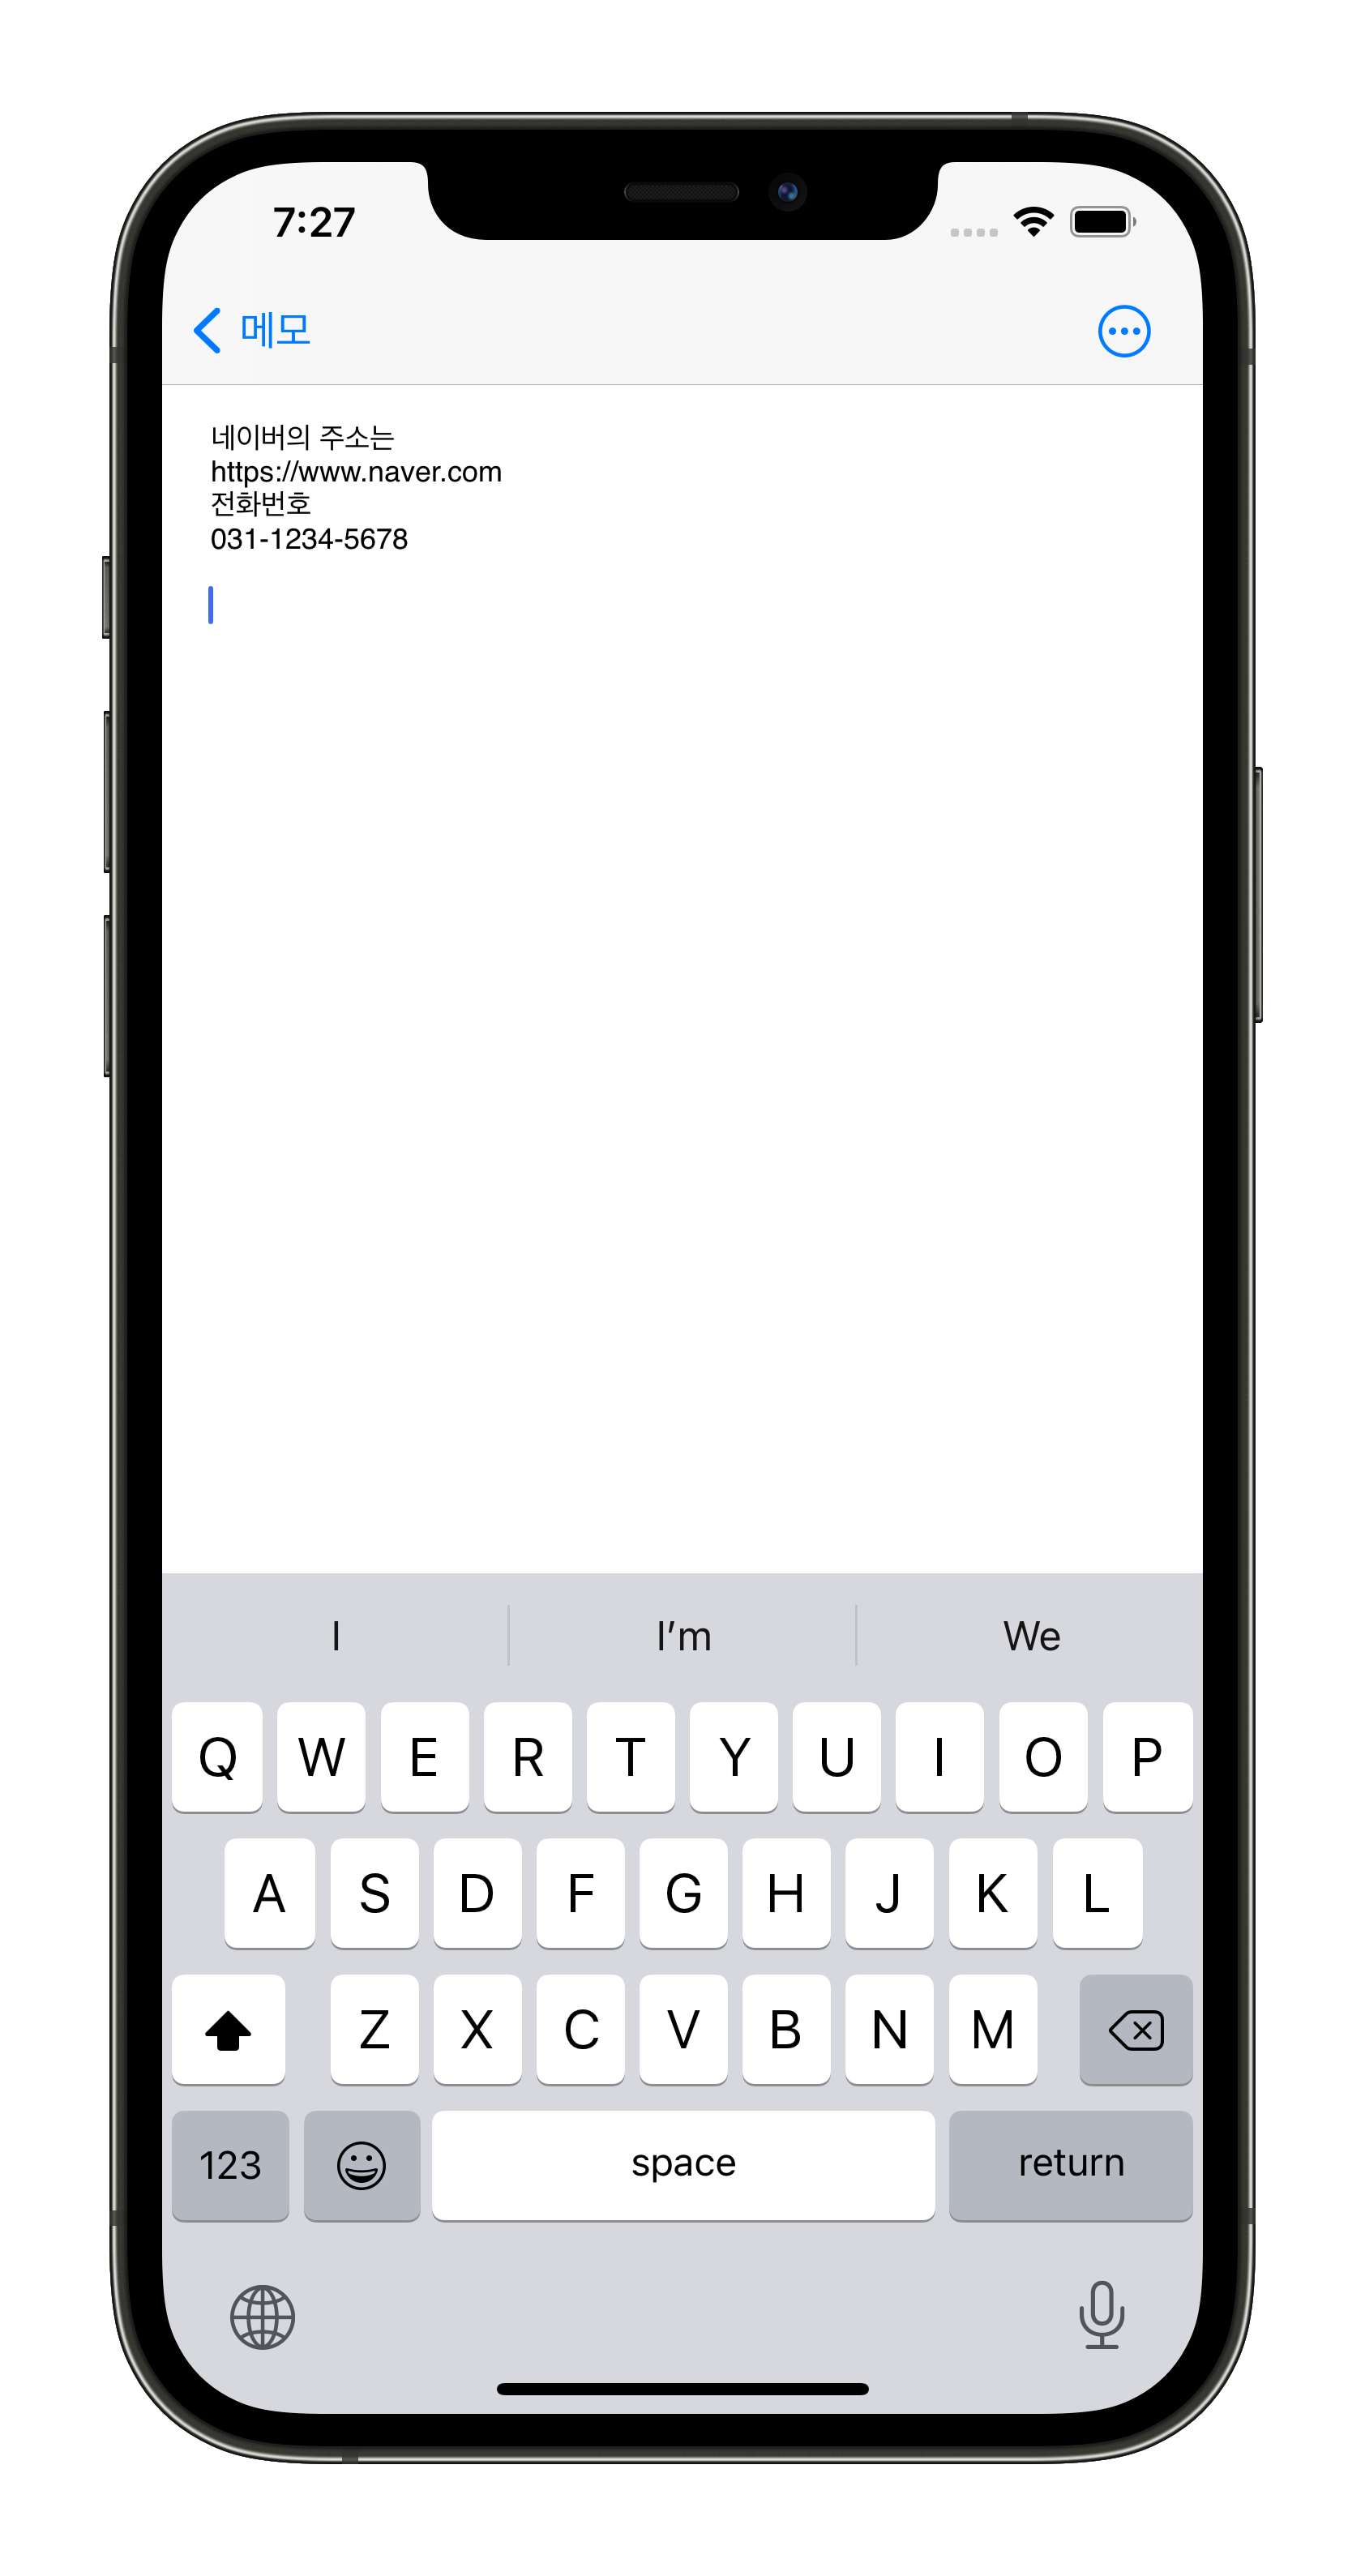 7:27
메모
네이버의 주소는
https://www.naver.com
전화번호
031-1234-5678
I I'm We
Q W E R T Y U I O P
A S D F G H J K L
Z X C V B N M
123 space return